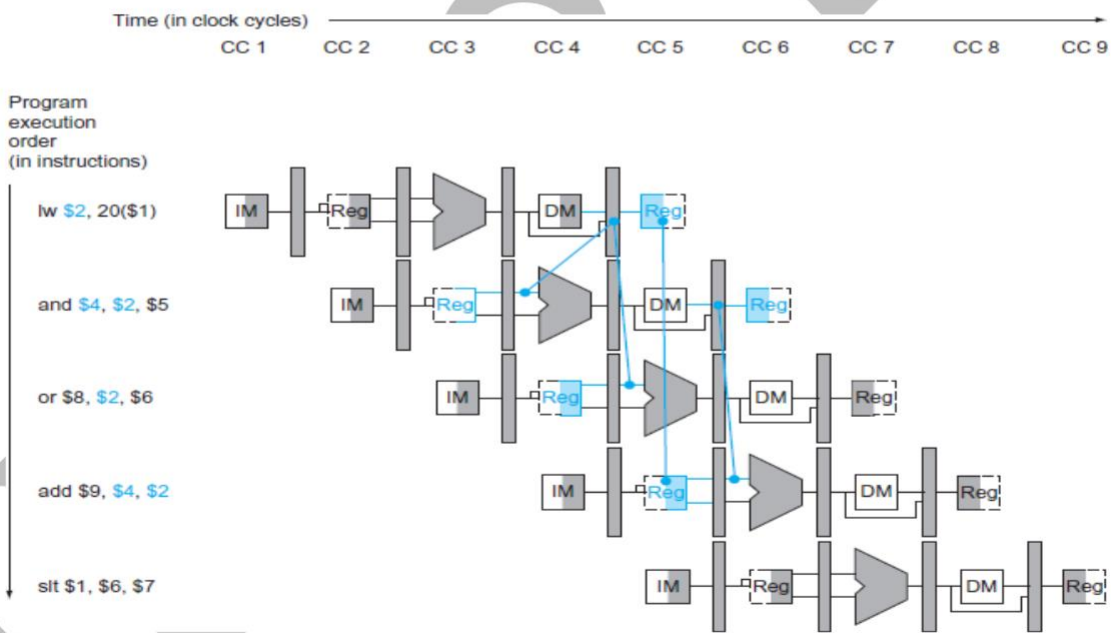 Time (in clock cycles)
CC 1 CC 2 CC 3 CC 4 CC 5 CC 6 CC 7 CC 8 CC 9
Program
execution
order
(in instructions)
lw $2, 20($1) IM Reg DM Reg
and $4, $2, $5 IM Reg DM Reg
or $8, $2, $6 IM Reg DM Reg
add $9, $4, $2 IM Reg DM Reg
slt $1, $6, $7 IM Reg DM Reg